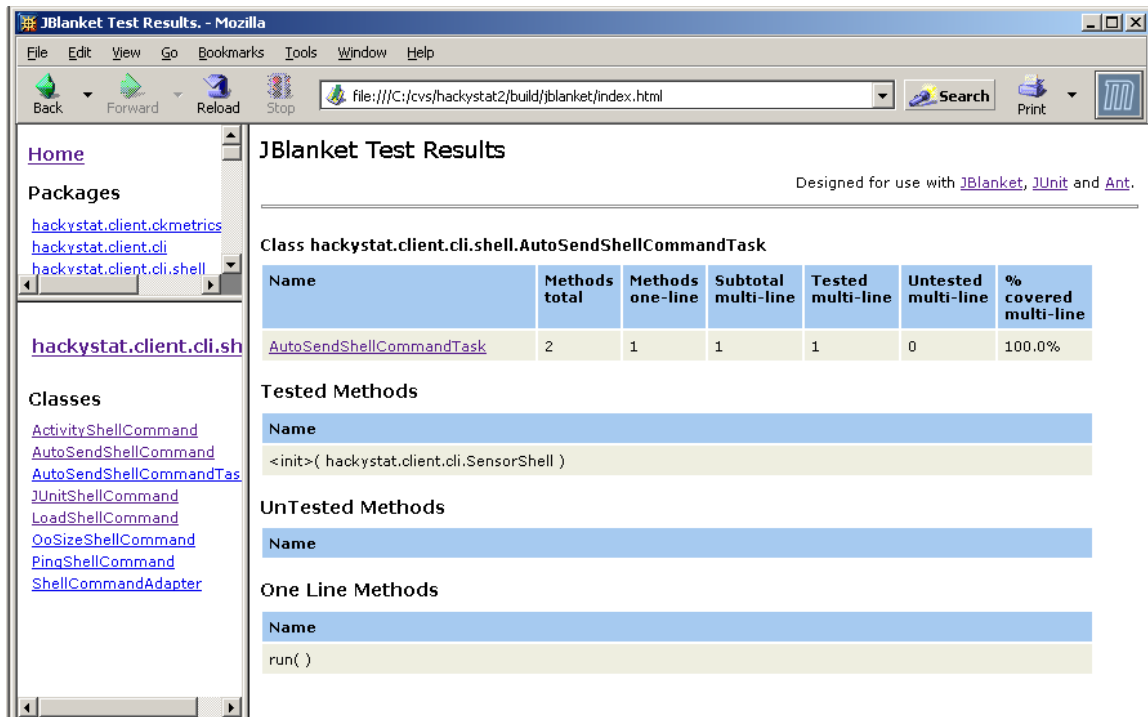 JBlanket Test Results. - Mozilla
File Edit View Go Bookmarks Tools Window Help
Back Forward Reload Stop file:///C:/cvs/hackystat2/build/jblanket/index.html Search Print
Home
Packages
hackystat.client.ckmetrics
hackystat.client.cli
hackystat.client.cli.shell
hackystat.client.cli.sh
Classes
ActivityShellCommand
AutoSendShellCommand
AutoSendShellCommandTas
JUnitShellCommand
LoadShellCommand
OoSizeShellCommand
PingShellCommand
ShellCommandAdapter
JBlanket Test Results
Designed for use with JBlanket, JUnit and Ant.
Class hackystat.client.cli.shell.AutoSendShellCommandTask
Name Methods total Methods one-line Subtotal multi-line Tested multi-line Untested multi-line % covered multi-line
AutoSendShellCommandTask 2 1 1 1 0 100.0%
Tested Methods
Name
<init>( hackystat.client.cli.SensorShell )
UnTested Methods
Name
One Line Methods
Name
run( )